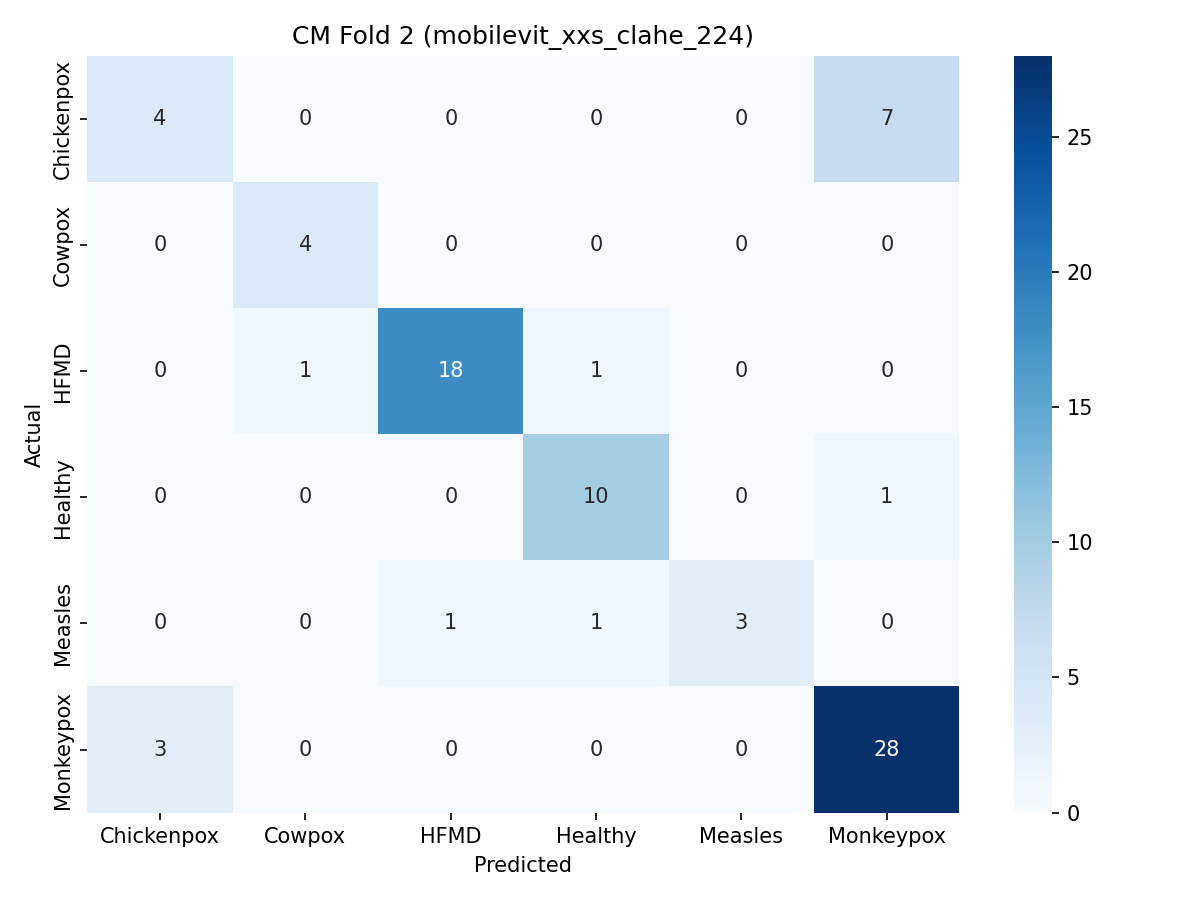 CM Fold 2 (mobilevit_xxs_clahe_224)
Actual
Chickenpox 4 0 0 0 0 7
Cowpox 0 4 0 0 0 0
HFMD 0 1 18 1 0 0
Healthy 0 0 0 10 0 1
Measles 0 0 1 1 3 0
Monkeypox 3 0 0 0 0 28
Chickenpox Cowpox HFMD Healthy Measles Monkeypox
Predicted
25
20
15
10
5
0